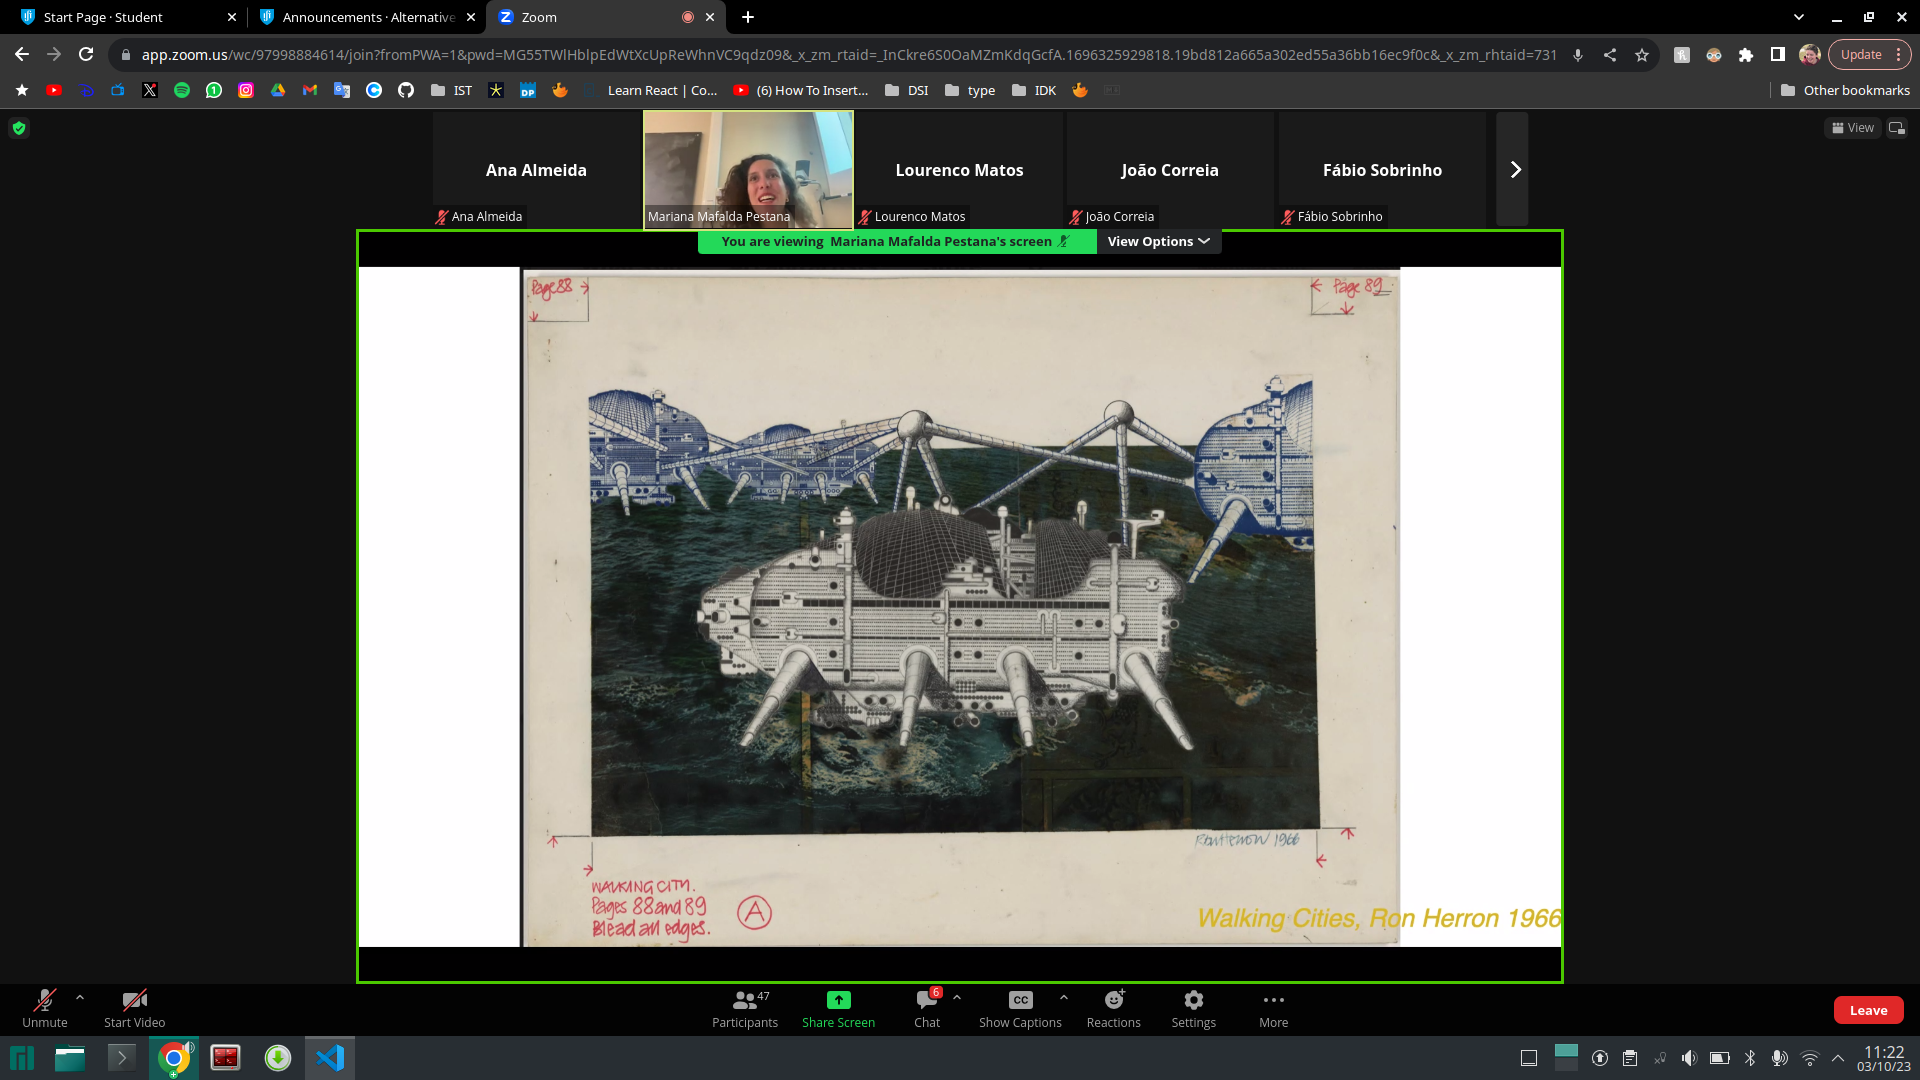 Start Page · Student
Announcements · Alternative
Zoom
app.zoom.us/wc/97998884614/join?fromPWA=1&pwd=MG55TWlHblpEdWtXcUpReWhnVC9qdz09&_x_zm_rtaid=_InCkre6S0OaMZmKdqGcfA.1696325929818.19bd812a665a302ed55a36bb16ec9f0c&_x_zm_rhtaid=731
Update
IST
DP
Learn React | Co...
(6) How To Insert...
DSI
type
IDK
Other bookmarks
View
Ana Almeida
Lourenco Matos
João Correia
Fábio Sobrinho
Ana Almeida
Mariana Mafalda Pestana
Lourenco Matos
João Correia
Fábio Sobrinho
You are viewing Mariana Mafalda Pestana's screen
View Options
Page 88
Page 89
Ron Herron 1966
WALKING CITY.
Pages 88 and 89
Blead all edges.
A
Walking Cities, Ron Herron 1966
Unmute
Start Video
47
Participants
Share Screen
6
Chat
CC
Show Captions
Reactions
Settings
More
Leave
11:22
03/10/23